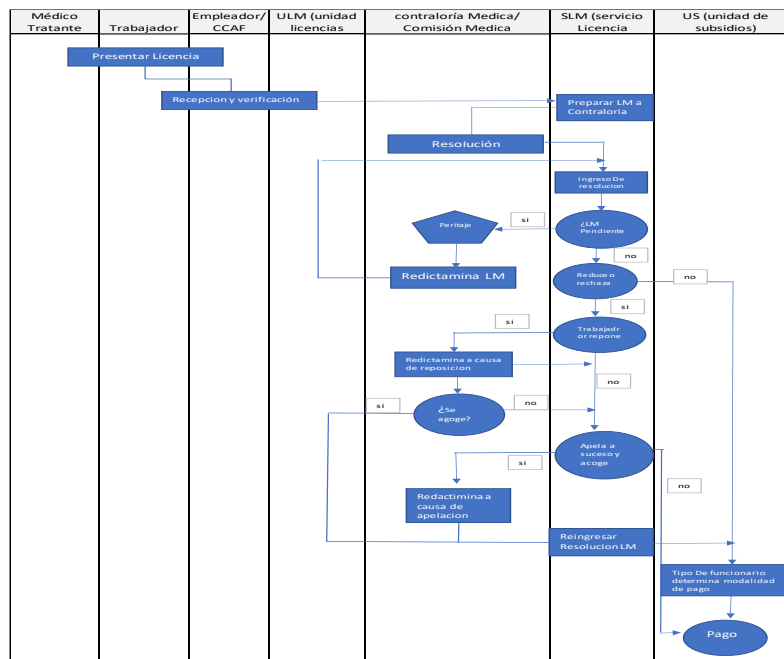 Médico
Tratante
Trabajador
Empleador/
CCAF
ULM (unidad
licencias
contraloría Medica/
Comisión Medica
SLM (servicio
Licencia
US (unidad de
subsidios)
Presentar Licencia
Recepcion y verificación
Preparar LM a
Contraloria
Resolución
Ingreso De
resolucion
si
Peritaje
¿LM
Pendiente
no
Redictamina LM
Reduce o
rechaza
no
si
si
Trabajadr
or repone
Redictamina a causa
de reposicion
no
si
¿Se
agoge?
no
Apela a
suceso y
acoge
si
no
Redactimina a
causa de
apelacion
Reingresar
Resolucion LM
Tipo De funcionario
determina modalidad
de pago
Pago